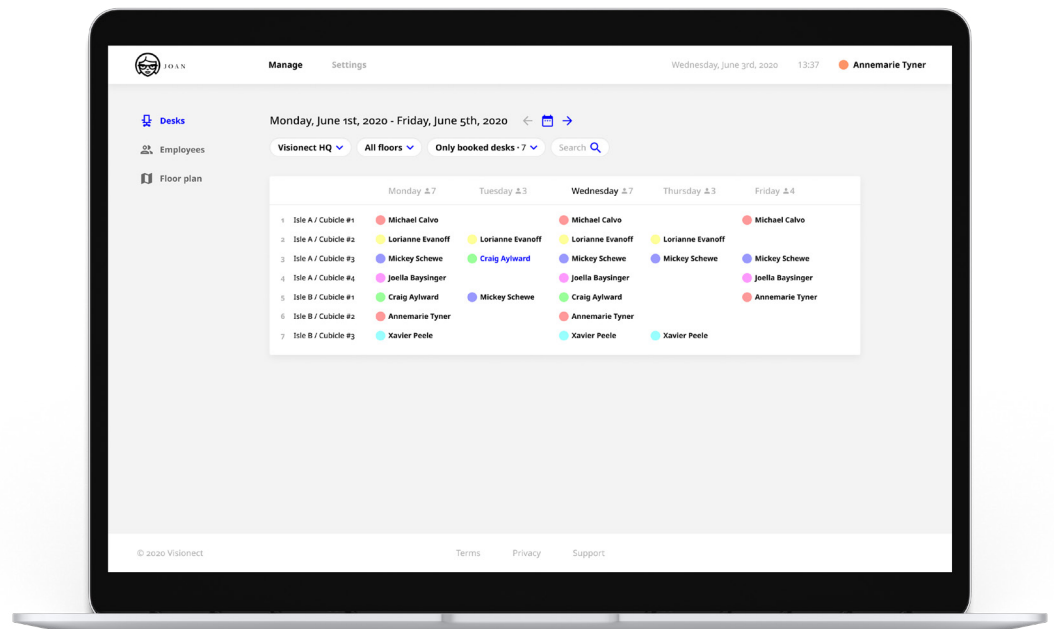 JOAN Manage Settings Wednesday, June 3rd, 2020 13:37 Annemarie Tyner
Desks
Employees
Floor plan
Monday, June 1st, 2020 - Friday, June 5th, 2020
Visionect HQ All floors Only booked desks · 7 Search
Monday 7 Tuesday 3 Wednesday 7 Thursday 3 Friday 4
1 Isle A / Cubicle #1 Michael Calvo Michael Calvo Michael Calvo
2 Isle A / Cubicle #2 Lorianne Evanoff Lorianne Evanoff Lorianne Evanoff Lorianne Evanoff
3 Isle A / Cubicle #3 Mickey Schewe Craig Aylward Mickey Schewe Mickey Schewe Mickey Schewe
4 Isle A / Cubicle #4 Joella Baysinger Joella Baysinger Joella Baysinger
5 Isle B / Cubicle #1 Craig Aylward Mickey Schewe Craig Aylward Annemarie Tyner
6 Isle B / Cubicle #2 Annemarie Tyner Annemarie Tyner
7 Isle B / Cubicle #3 Xavier Peele Xavier Peele Xavier Peele
© 2020 Visionect Terms Privacy Support